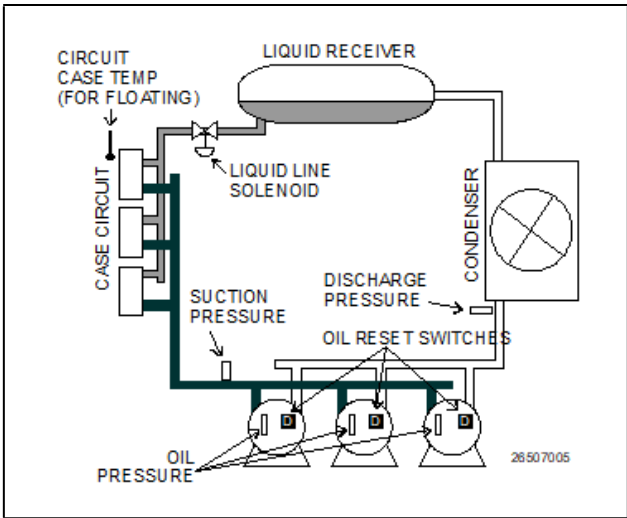 CIRCUIT
CASE TEMP
(FOR FLOATING)
LIQUID RECEIVER
LIQUID LINE
SOLENOID
CASE CIRCUIT
CONDENSER
SUCTION
PRESSURE
DISCHARGE
PRESSURE
OIL RESET SWITCHES
D
D
D
OIL
PRESSURE
26507005